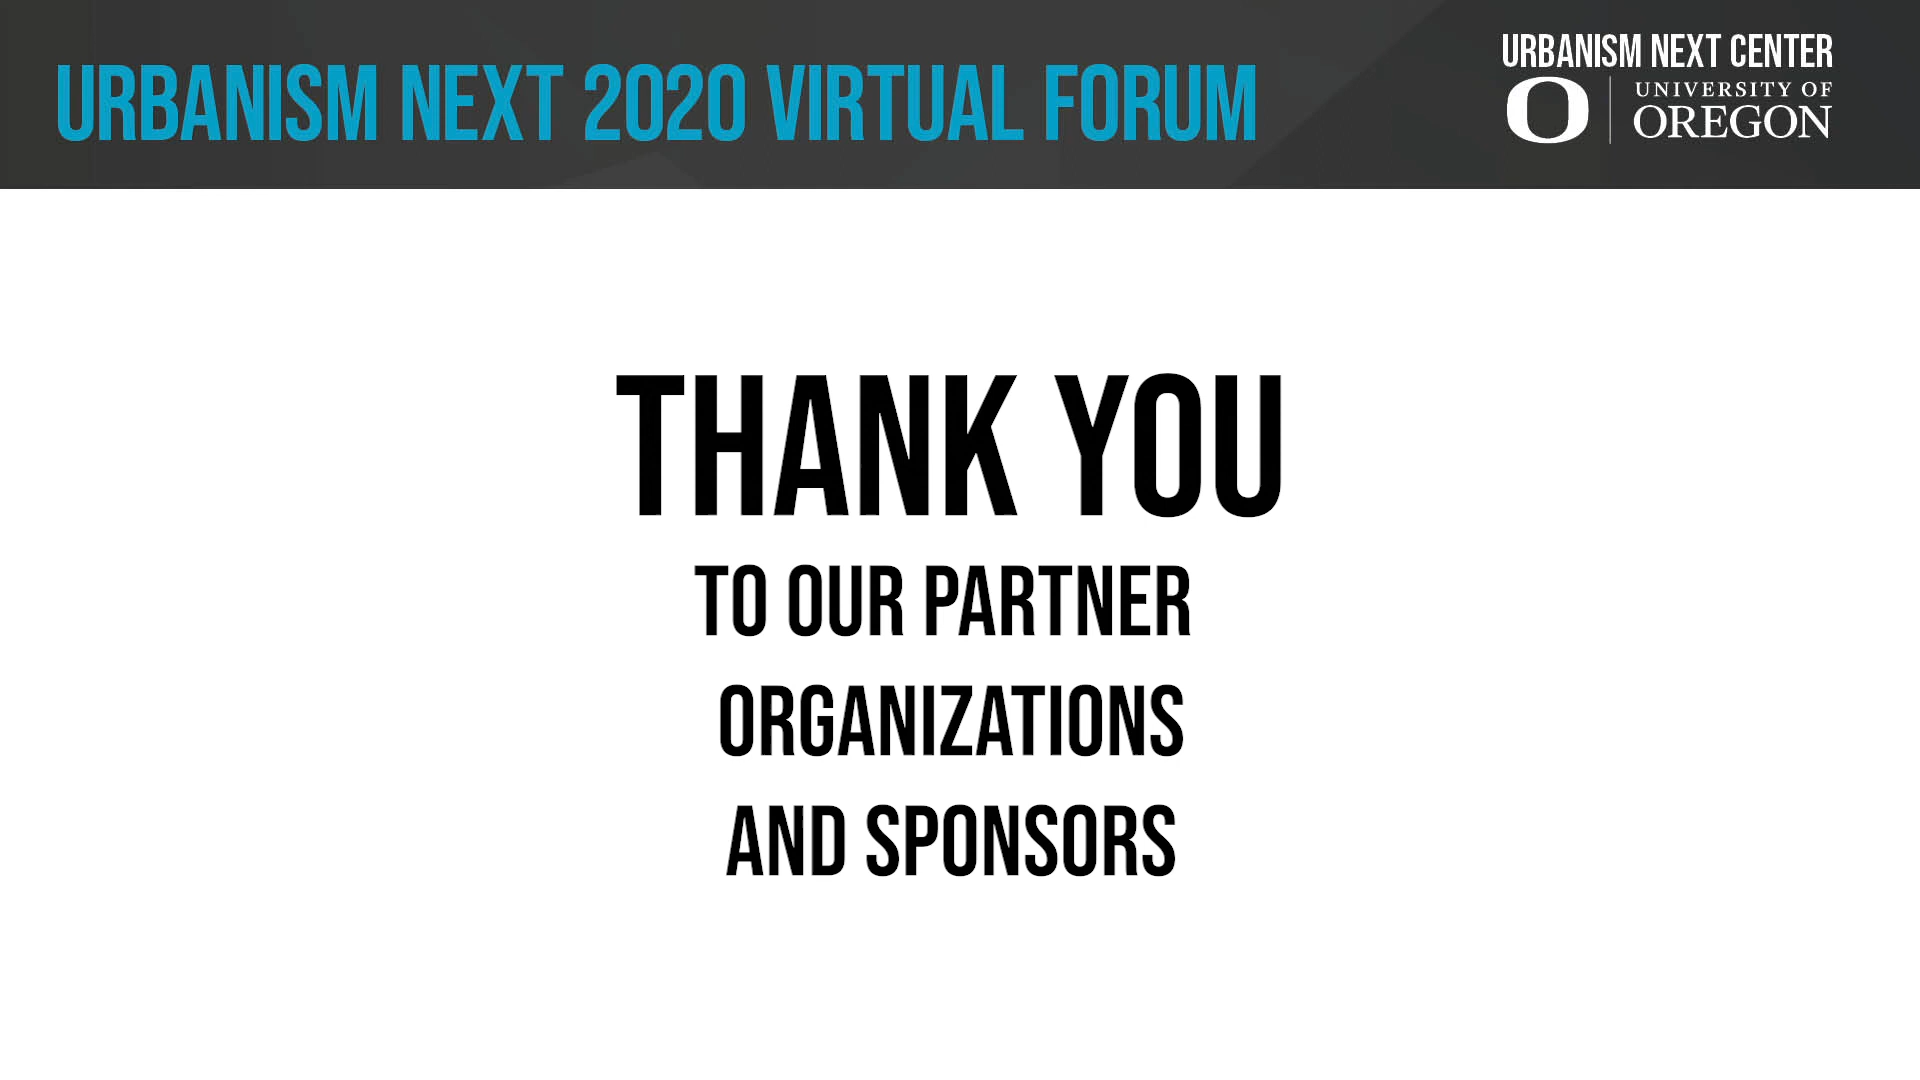 URBANISM NEXT 2020 VIRTUAL FORUM
URBANISM NEXT CENTER
O
UNIVERSITY OF
OREGON
THANK YOU
TO OUR PARTNER
ORGANIZATIONS
AND SPONSORS